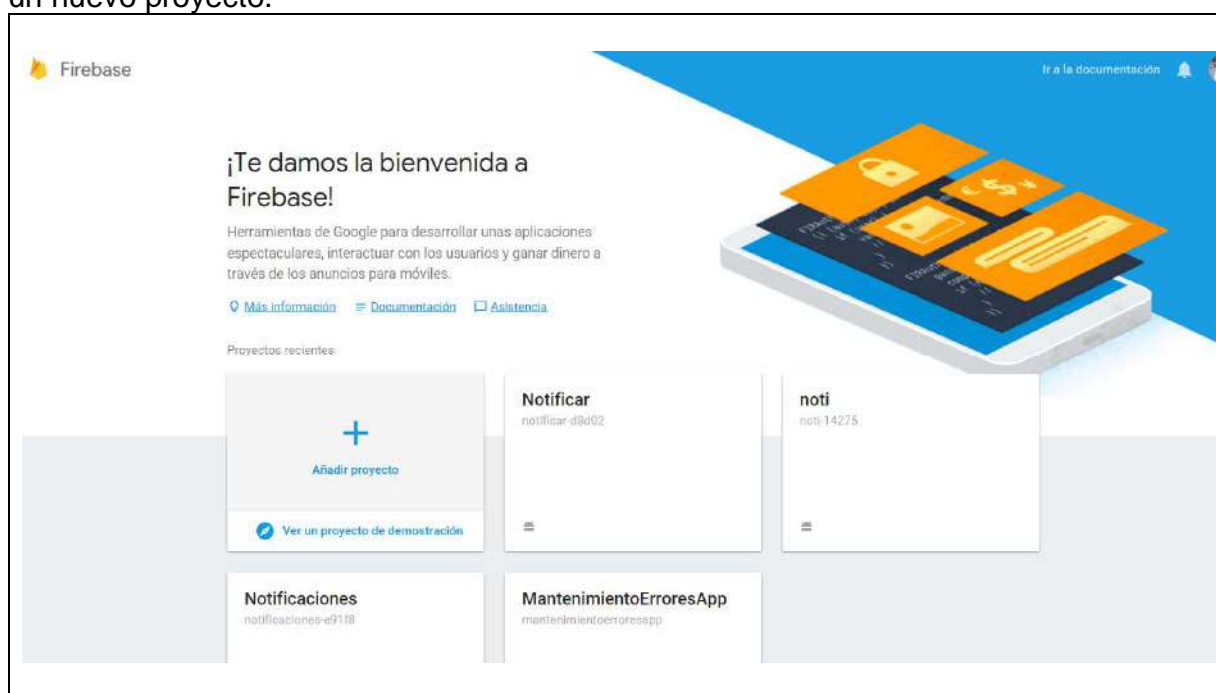 un nuevo proyecto.
Firebase
Ir a la documentación
¡Te damos la bienvenida a
Firebase!
Herramientas de Google para desarrollar unas aplicaciones
espectaculares, interactuar con los usuarios y ganar dinero a
través de los anuncios para móviles.
Más información Documentación Asistencia
Proyectos recientes
Añadir proyecto
Ver un proyecto de demostración
Notificar
notificar-d8d02
noti
noti-14275
Notificaciones
notificaciones-e91f8
MantenimientoErroresApp
mantenimientoerroresapp